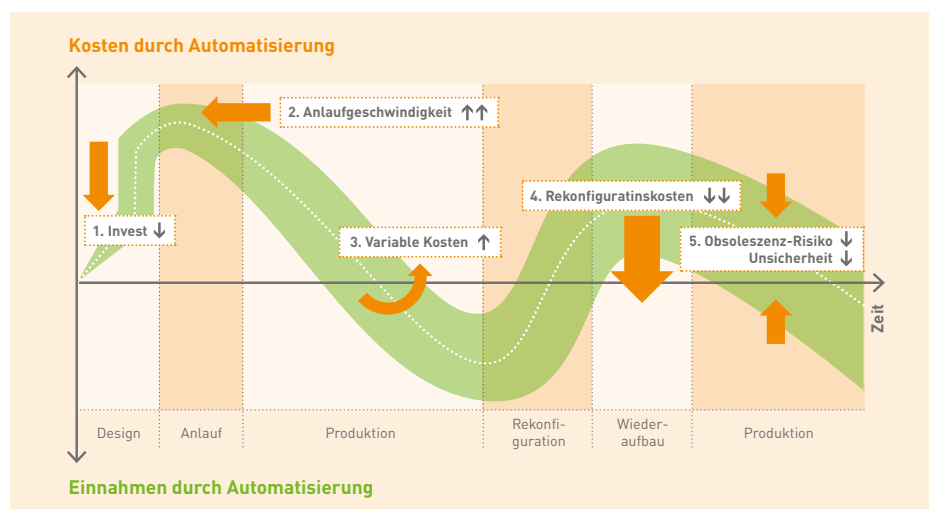 Kosten durch Automatisierung
2. Anlaufgeschwindigkeit ↑↑
4. Rekonfiguratinskosten ↓↓
1. Invest ↓
3. Variable Kosten ↑
5. Obsoleszenz-Risiko ↓
Unsicherheit ↓
Zeit
Design
Anlauf
Produktion
Rekonfi-
guration
Wieder-
aufbau
Produktion
Einnahmen durch Automatisierung